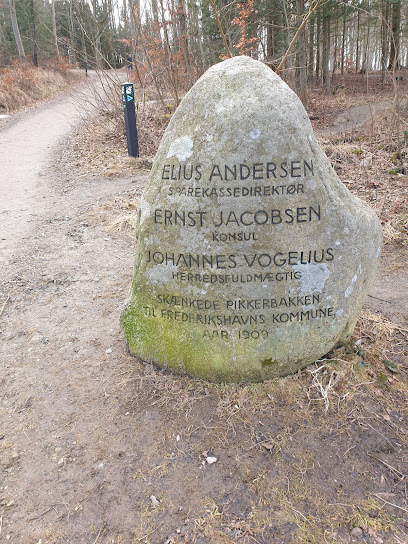 ELIUS ANDERSEN
SPAREKASSEDIREKTØR
ERNST JACOBSEN
KONSUL
JOHANNES VOGELIUS
HERREDSFULDMÆGTIG
SKÆNKEDE PIKKERBAKKEN
TIL FREDERIKSHAVNS KOMMUNE,
AAR 1909